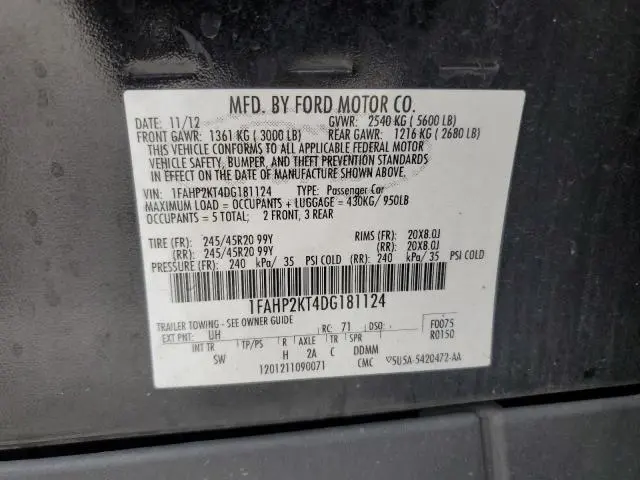 MFD. BY FORD MOTOR CO.
DATE: 11/12 GVWR: 2540 KG ( 5600 LB)
FRONT GAWR: 1361 KG ( 3000 LB) REAR GAWR: 1216 KG ( 2680 LB)
THIS VEHICLE CONFORMS TO ALL APPLICABLE FEDERAL MOTOR
VEHICLE SAFETY, BUMPER, AND THEFT PREVENTION STANDARDS
IN EFFECT ON THE DATE OF MANUFACTURE SHOWN ABOVE.
VIN: 1FAHP2KT4DG181124 TYPE: Passenger Car
MAXIMUM LOAD = OCCUPANTS + LUGGAGE = 430KG/ 950LB
OCCUPANTS = 5 TOTAL; 2 FRONT, 3 REAR
TIRE (FR): 245/45R20 99Y RIMS (FR): 20X8.0J
TIRE (RR): 245/45R20 99Y RIMS (RR): 20X8.0J
PRESSURE (FR): 240 kPa/ 35 PSI COLD (RR): 240 kPa/ 35 PSI COLD
1FAHP2KT4DG181124
TRAILER TOWING - SEE OWNER GUIDE
EXT PNT: UH RC: 71 DSO: F0075
INT TR TP/PS R AXLE TR SPR R0150
SW H 2A C DDMM
1201211090071 CMC 5U5A-5420472-AA